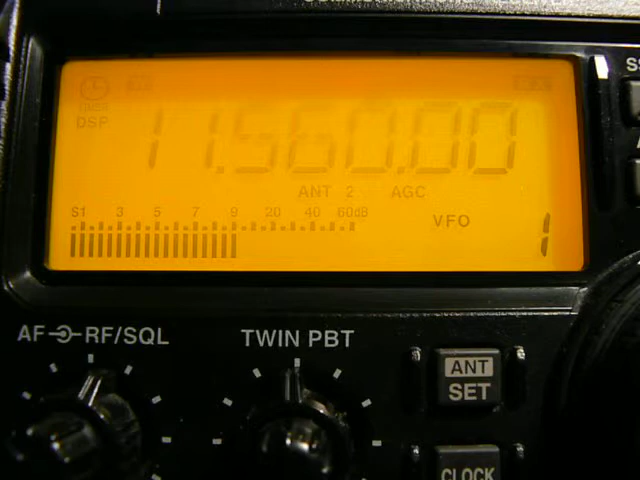 DSP
11.560.00
ANT 2 AGC
S1 3 5 7 9 20 40 60dB
VFO 1
AF RF/SQL
TWIN PBT
ANT
SET
CLOCK